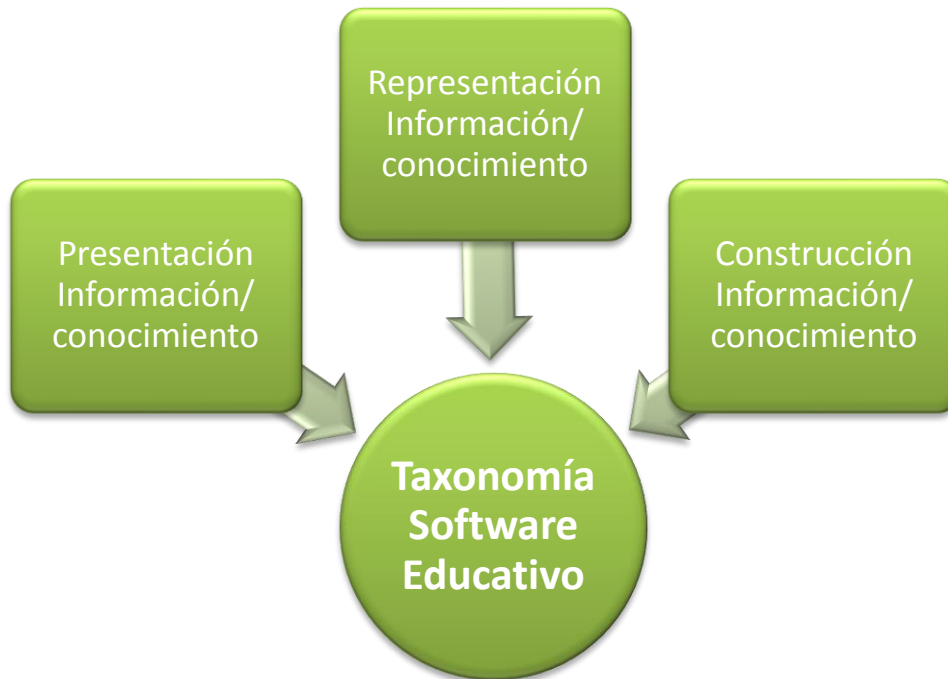 Representación
Información/
conocimiento
Presentación
Información/
conocimiento
Construcción
Información/
conocimiento
Taxonomía
Software
Educativo